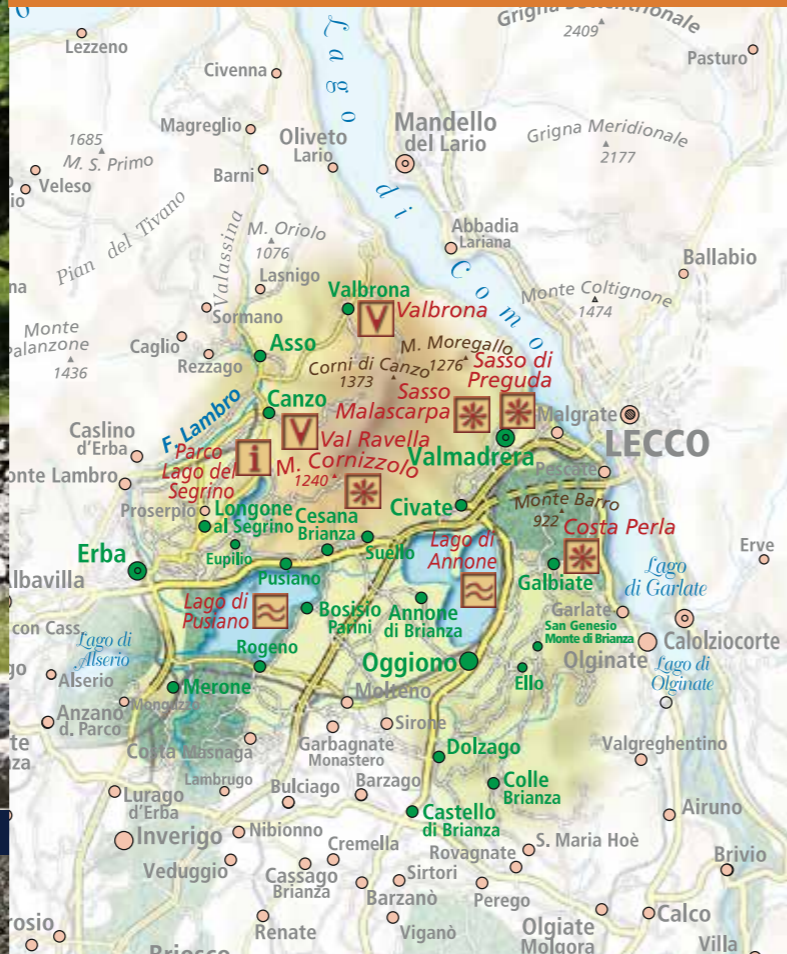 Grigna Settentrionale
2409
Lezzeno
Pasturo
Civenna
Lago di Como
Magreglio
Oliveto
Lario
Mandello
del Lario
Grigna Meridionale
2177
1685
M. S. Primo
Barni
Veleso
Pian del Tivano
Valassina
M. Oriolo
1076
Abbadia
Lariana
Ballabio
Lasnigo
Valbrona
V
Valbrona
Monte Coltignone
1474
Sormano
Monte
Palanzone
1436
Caglio
Rezzago
Asso
M. Moregallo
1276
Corni di Canzo
1373
Sasso di
Preguda
Sasso
Malascarpa
Canzo
F. Lambro
V
Val Ravella
Malgrate
LECCO
Caslino
d'Erba
Parco
Lago del
Segrino
i
M. Cornizzolo
1240
Valmadrera
Pescate
onte Lambro
Proserpio
Longone
al Segrino
Cesana
Brianza
Civate
Monte Barro
922
Costa Perla
Erba
Eupilio
Suello
Lago di
Annone
Erve
lbavilla
Pusiano
Galbiate
Lago
di Garlate
Lago di
Pusiano
Bosisio
Parini
Annone
di Brianza
Garlate
con Cass.
San Genesio
Monte di Brianza
Calolziocorte
Lago di
Alserio
Rogeno
Oggiono
Olginate
Lago di
Olginate
Alserio
Merone
Ello
Mongazzo
Molteno
Anzano
d. Parco
Sirone
Costa Masnaga
Garbagnate
Monastero
Dolzago
Valgreghentino
Lambrugo
Bulciago
Barzago
Colle
Brianza
Lurago
d'Erba
Castello
di Brianza
Airuno
Inverigo
Nibionno
Cremella
S. Maria Hoè
Rovagnate
Brivio
Veduggio
Cassago
Brianza
Sirtori
Barzanò
Perego
rosio
Renate
Viganò
Olgiate
Molgora
Calco
Briosco
Villa